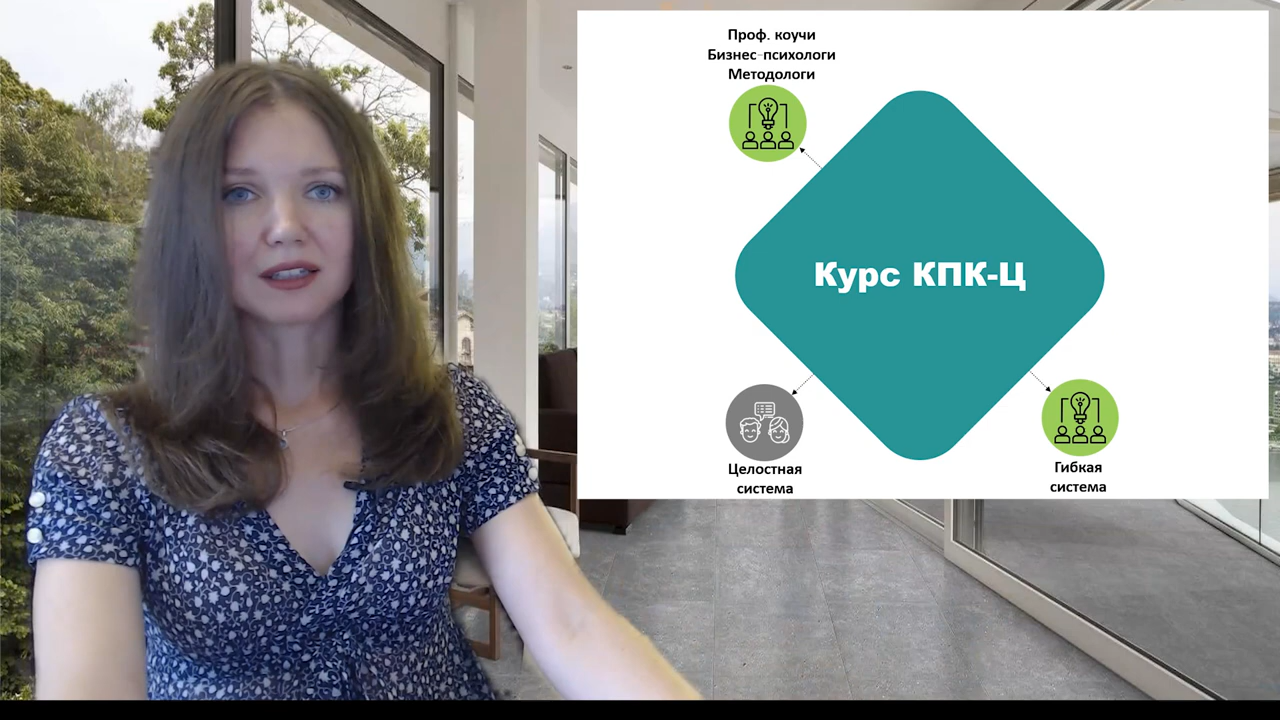 Проф. коучи
Бизнес-психологи
Методологи
Курс КПК-Ц
Целостная
система
Гибкая
система